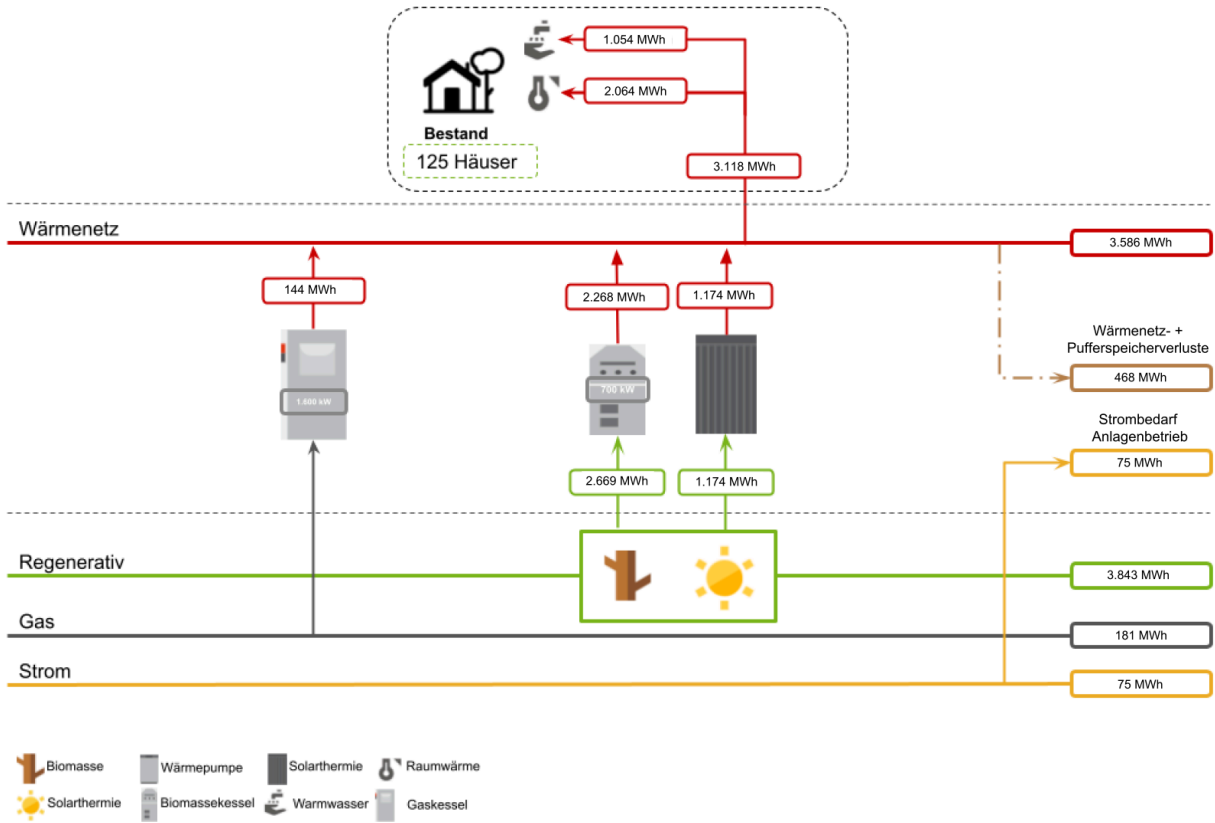 1.054 MWh
2.064 MWh
Bestand
125 Häuser
3.118 MWh
Wärmenetz
3.586 MWh
144 MWh
2.268 MWh
1.174 MWh
Wärmenetz- +
Pufferspeicherverluste
468 MWh
1.600 kW
700 kW
Strombedarf
Anlagenbetrieb
75 MWh
2.669 MWh
1.174 MWh
Regenerativ
3.843 MWh
Gas
181 MWh
Strom
75 MWh
Biomasse
Wärmepumpe
Solarthermie
Raumwärme
Solarthermie
Biomassekessel
Warmwasser
Gaskessel